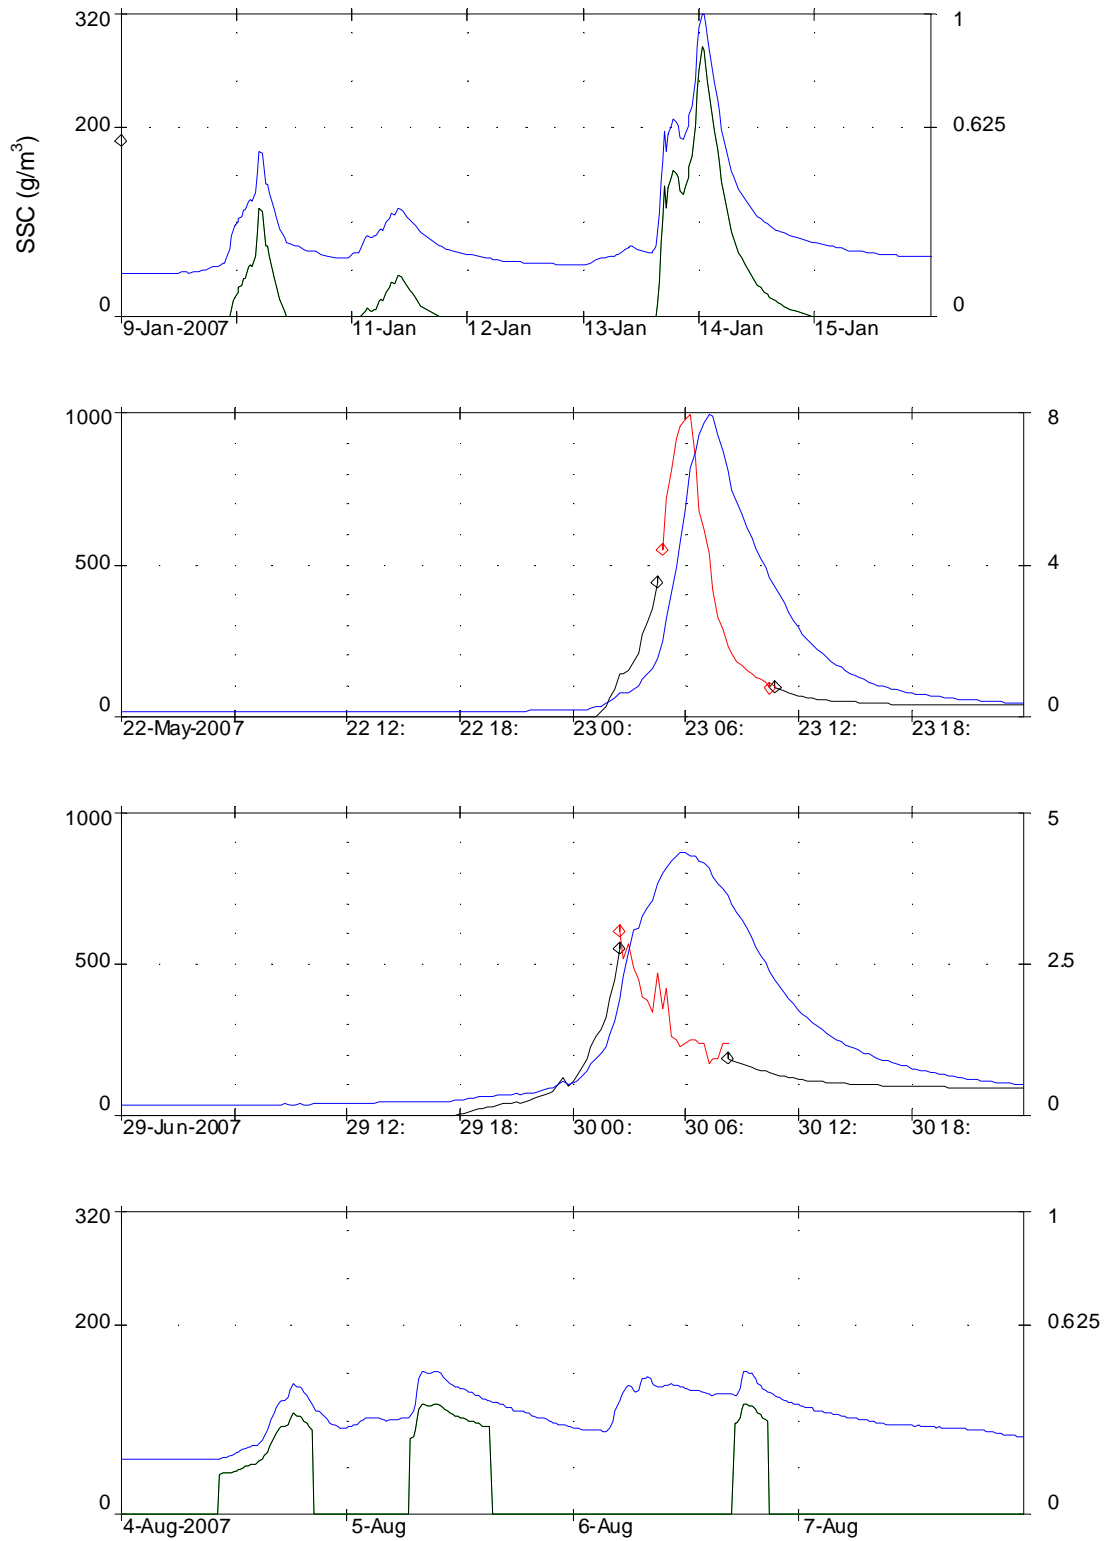 320 1
SSC (g/m³)
200 0.625
0 0
9-Jan-2007 11-Jan 12-Jan 13-Jan 14-Jan 15-Jan
1000 8
500 4
0 0
22-May-2007 22 12: 22 18: 23 00: 23 06: 23 12: 23 18:
1000 5
500 2.5
0 0
29-Jun-2007 29 12: 29 18: 30 00: 30 06: 30 12: 30 18:
320 1
200 0.625
0 0
4-Aug-2007 5-Aug 6-Aug 7-Aug